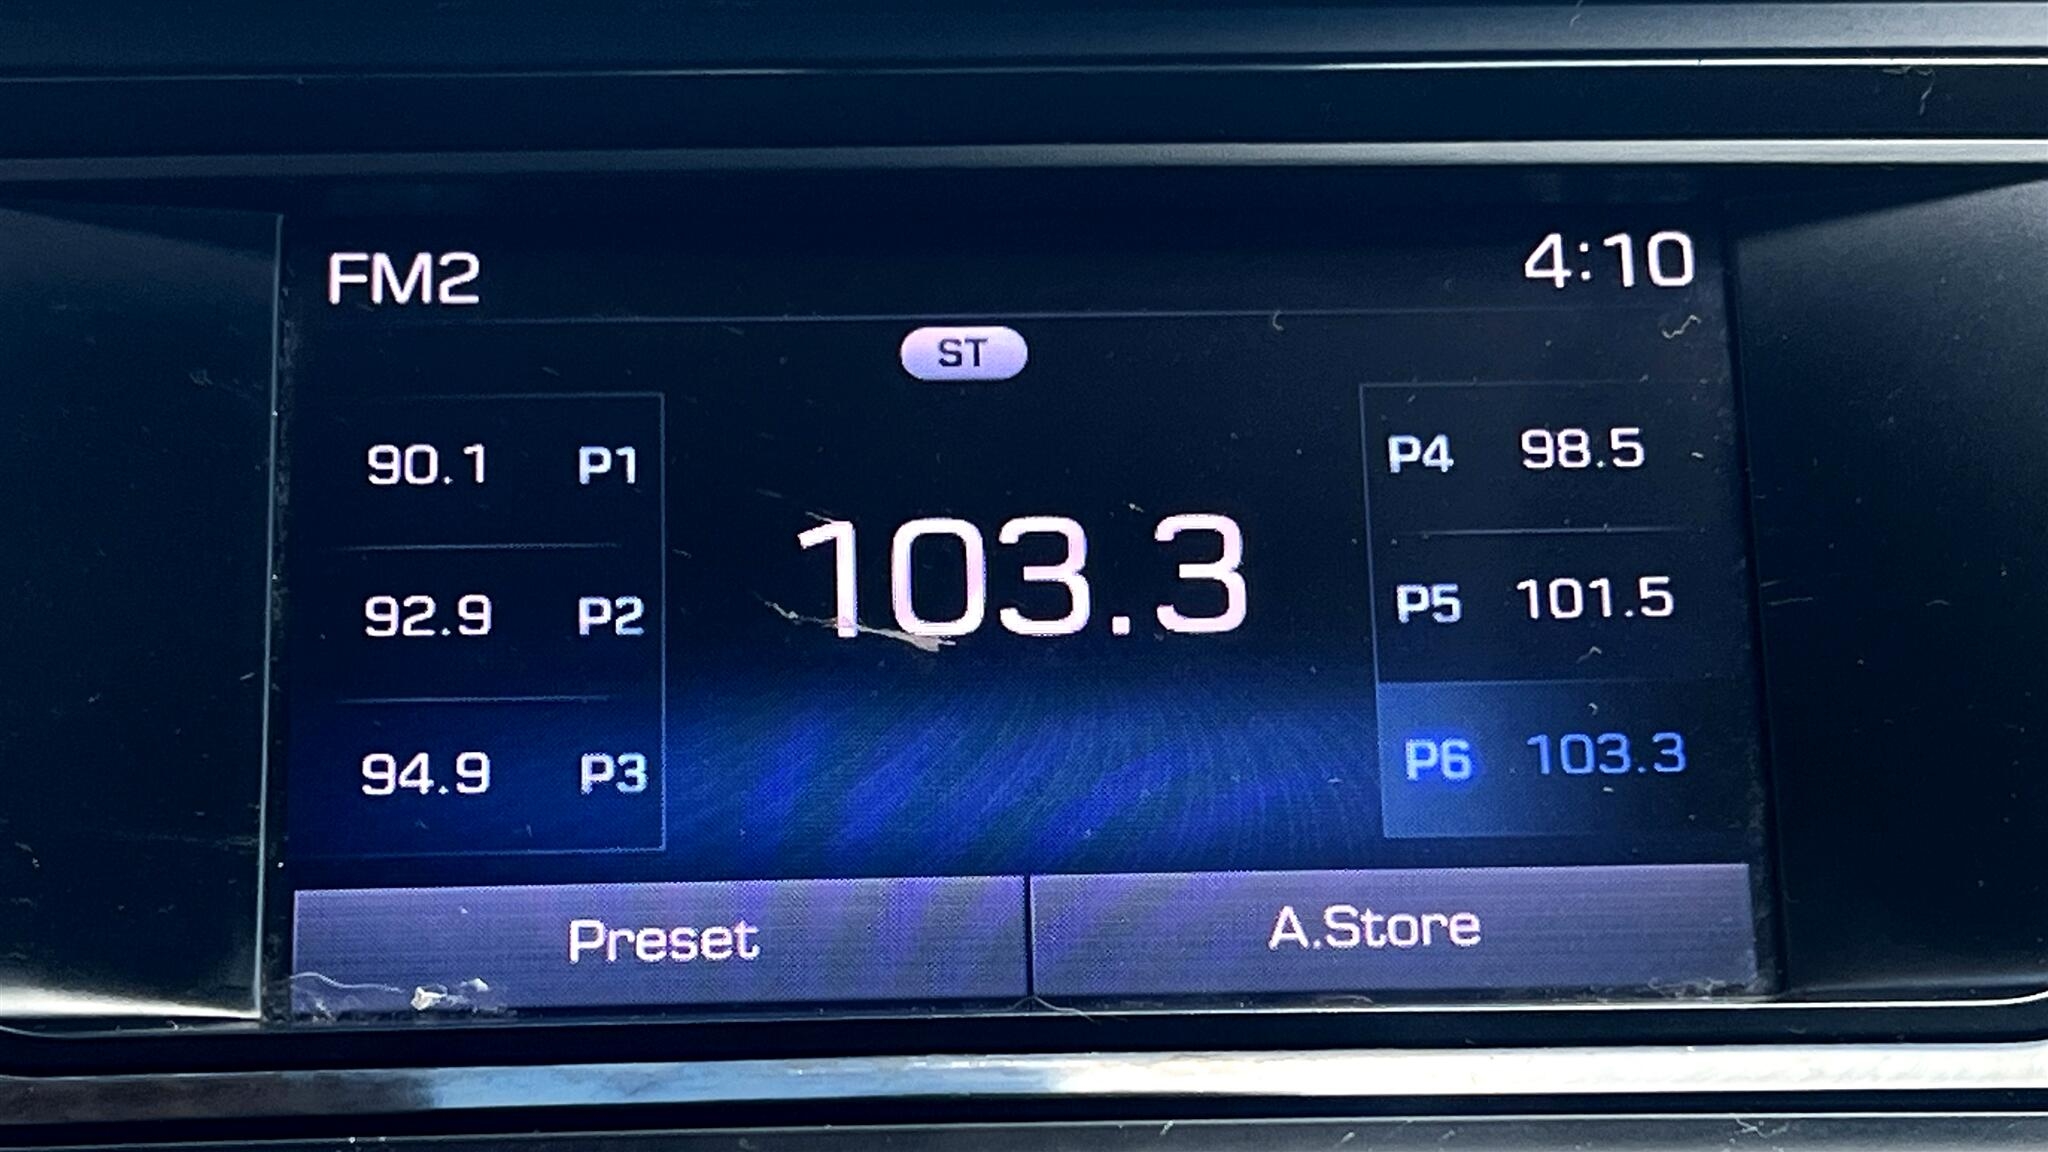 FM2 4:10
ST
90.1 P1
92.9 P2
94.9 P3
103.3
P4 98.5
P5 101.5
P6 103.3
Preset A.Store